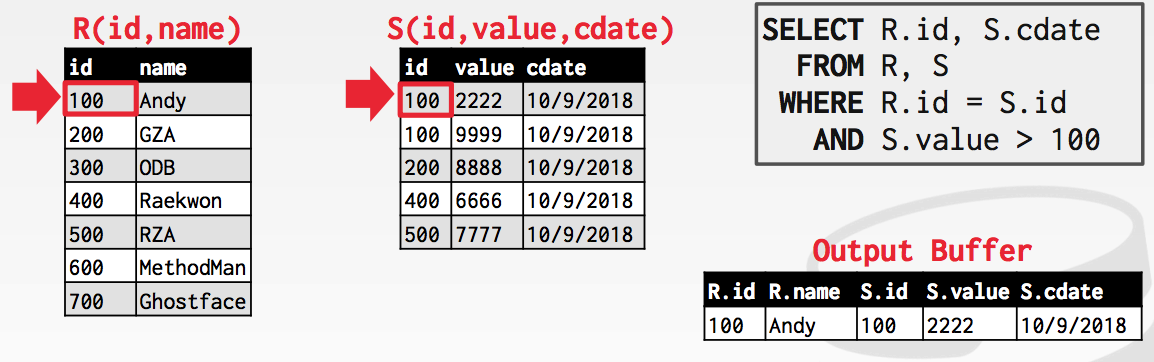 R(id,name)
id name
100 Andy
200 GZA
300 ODB
400 Raekwon
500 RZA
600 MethodMan
700 Ghostface
S(id,value,cdate)
id value cdate
100 2222 10/9/2018
100 9999 10/9/2018
200 8888 10/9/2018
400 6666 10/9/2018
500 7777 10/9/2018
SELECT R.id, S.cdate
FROM R, S
WHERE R.id = S.id
AND S.value > 100
Output Buffer
R.id R.name S.id S.value S.cdate
100 Andy 100 2222 10/9/2018